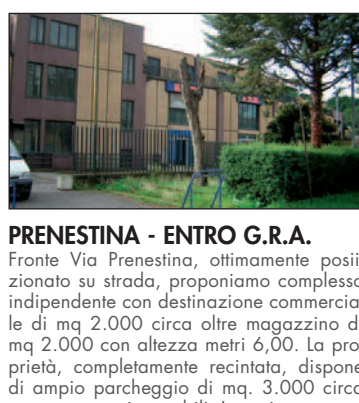 PRENESTINA - ENTRO G.R.A.
Fronte Via Prenestina, ottimamente posii
zionato su strada, proponiamo complesso
indipendente con destinazione commercia
le di mq 2.000 circa oltre magazzino d
mq 2.000 con altezza metri 6,00. La pro
prietà, completamente recintata, dispone
di ampio parcheggio di mq. 3.000 circa